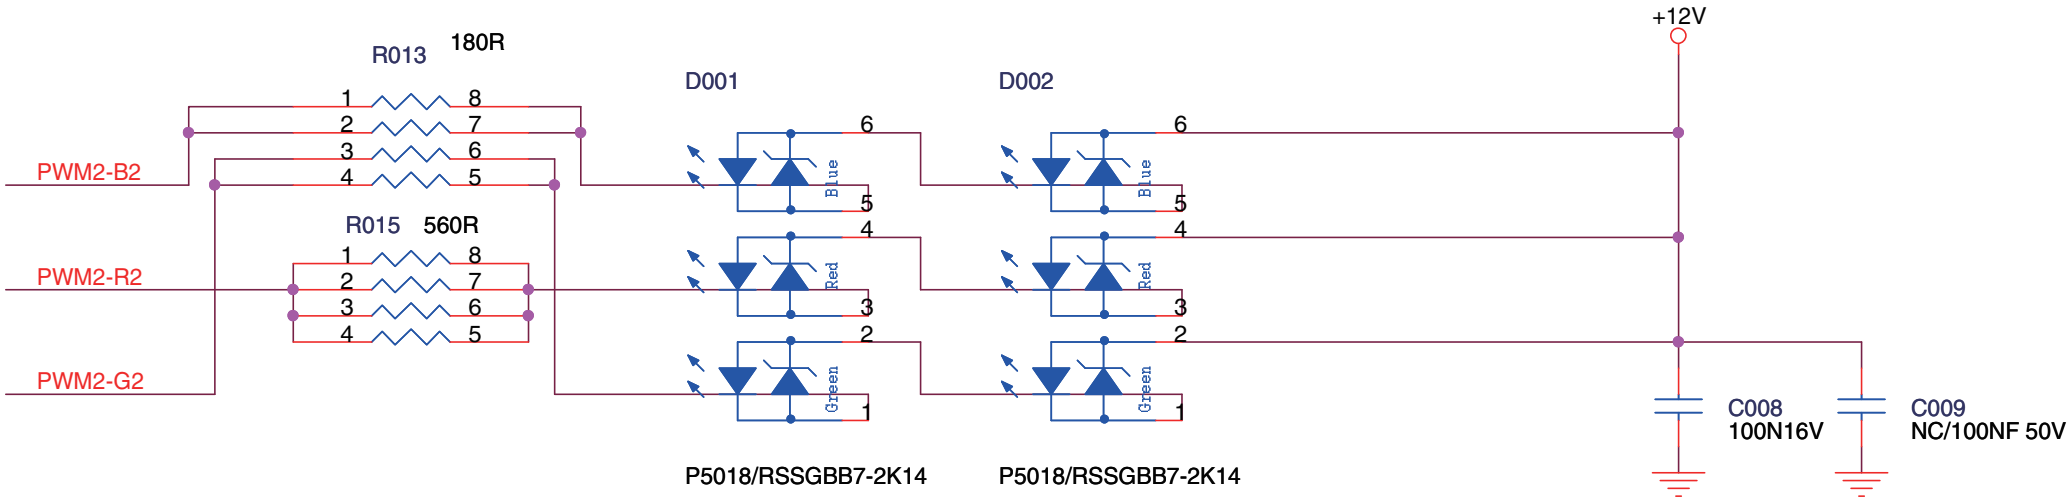 +12V
R013 180R
D001
D002
1 8
2 7
3 6
4 5
PWM2-B2
R015 560R
1 8
2 7
3 6
4 5
PWM2-R2
PWM2-G2
6
Blue
5
4
Red
3
2
Green
1
6
Blue
5
4
Red
3
2
Green
1
P5018/RSSGBB7-2K14
P5018/RSSGBB7-2K14
C008
100N16V
C009
NC/100NF 50V